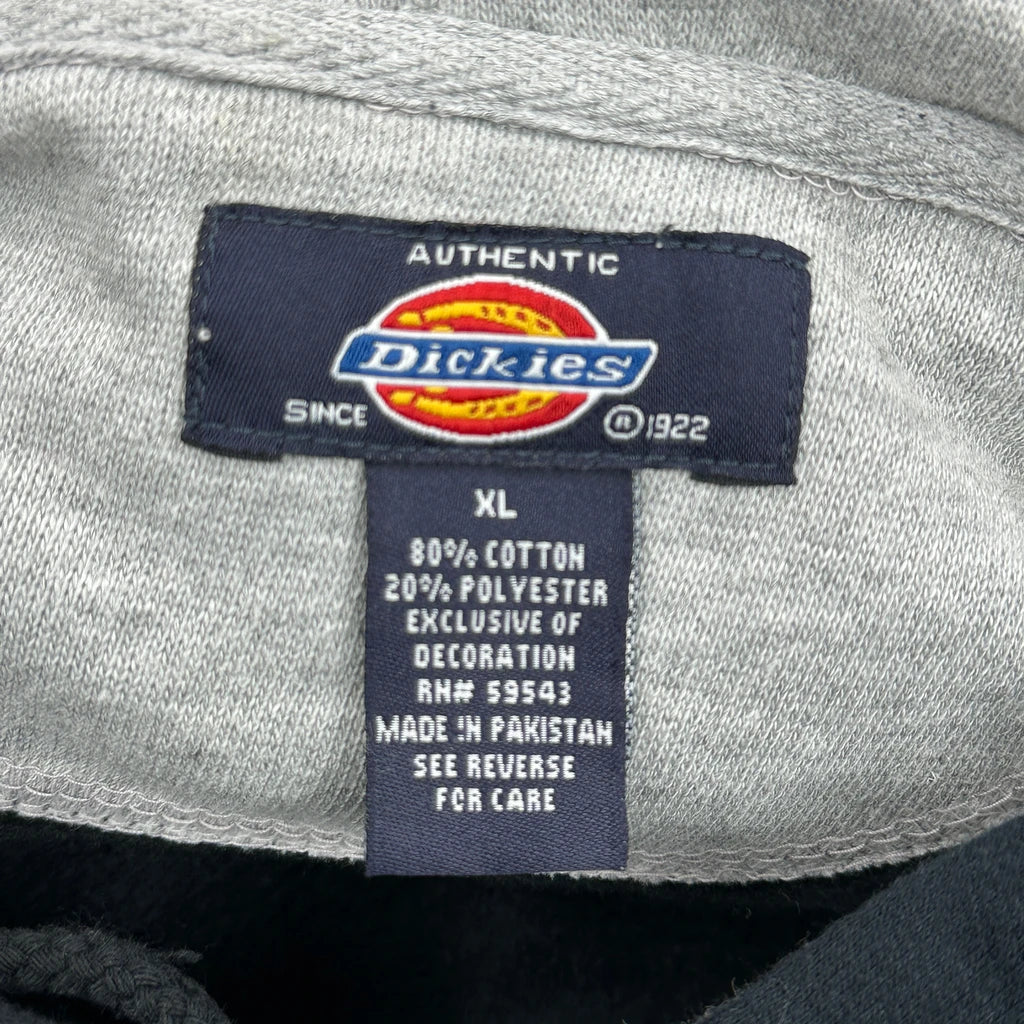 AUTHENTIC
Dickies
SINCE ® 1922
XL
80% COTTON
20% POLYESTER
EXCLUSIVE OF
DECORATION
RN# 59543
MADE IN PAKISTAN
SEE REVERSE
FOR CARE